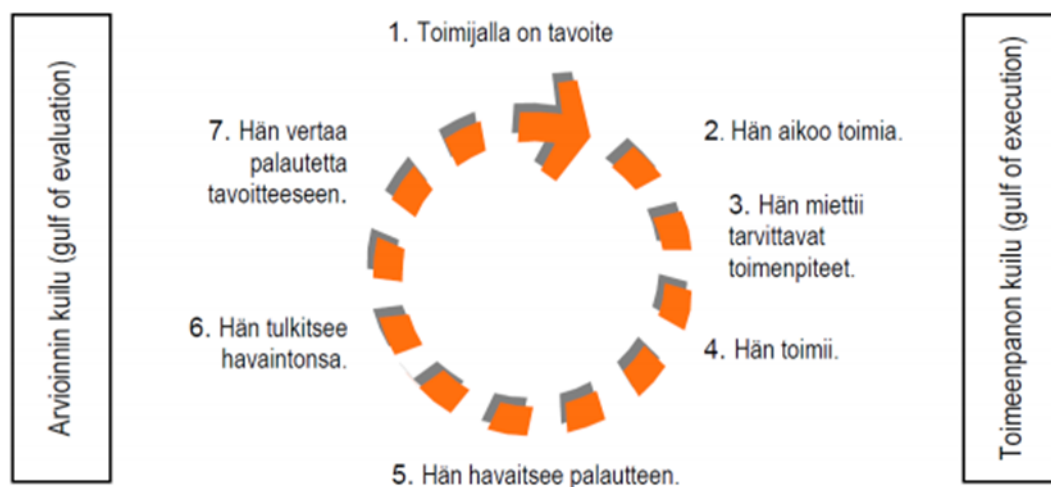 1. Toimijalla on tavoite
2. Hän aikoo toimia.
3. Hän miettii
tarvittavat
toimenpiteet.
4. Hän toimii.
5. Hän havaitsee palautteen.
6. Hän tulkitsee
havaintonsa.
7. Hän vertaa
palautetta
tavoitteeseen.
Arvioinnin kuilu (gulf of evaluation)
Toimeenpanon kuilu (gulf of execution)